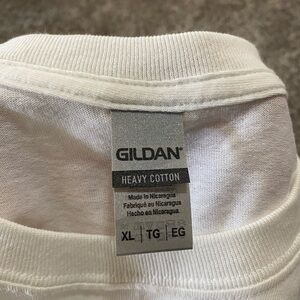 GILDAN
HEAVY COTTON
Made in Nicaragua
Fabriqué au Nicaragua
Hecho en Nicaragua
XL | TG | EG